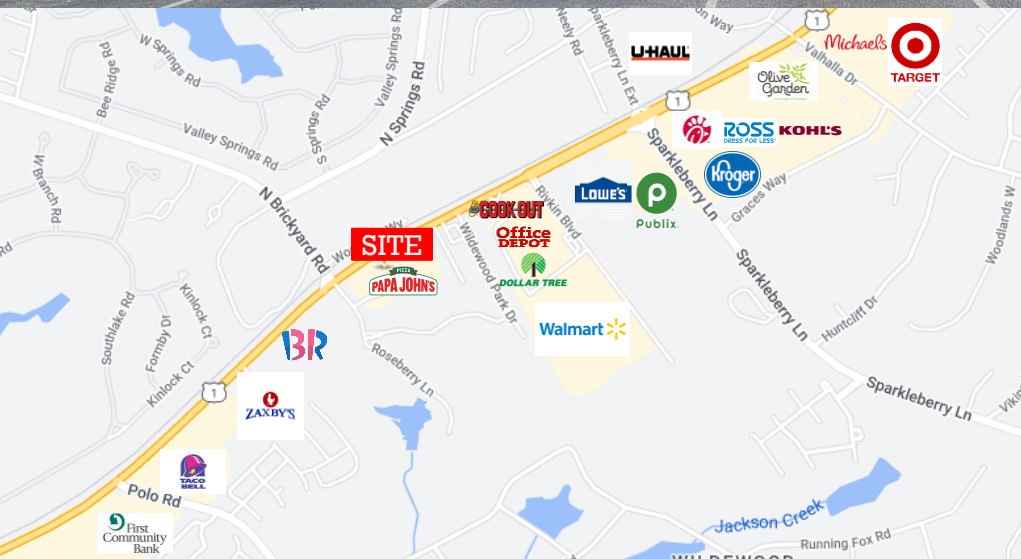 on Way
1
Michael's
TARGET
Neely Rd
Sparkleberry Ln Ext
U-HAUL
Valhalla Dr
Olive
Garden
W Springs Rd
Bee Ridge Rd
Valley Springs Rd
N Springs Rd
Springs S
Valley Springs Rd
1
ROSS
DRESS FOR LESS
KOHL'S
Kroger
Graces Way
Sparkleberry Ln
W Branch Rd
N Brickyard Rd
LOWE'S
Publix
Rivkin Blvd
COOK-OUT
Office
DEPOT
DOLLAR TREE
SITE
PIZZA
PAPA JOHN'S
Wildewood Park Dr
Walmart
Woodlands W
Rd
Sparkleberry Ln
Huntcliff Dr
Southlake Rd
Formby Dr
Kinlock Ct
Kinlock Ct
BR
Roseberry Ln
1
ZAXBY'S
Sparkleberry Ln
TACO
BELL
Polo Rd
First
Community
Bank
Jackson Creek
Running Fox Rd
WILDEWOOD